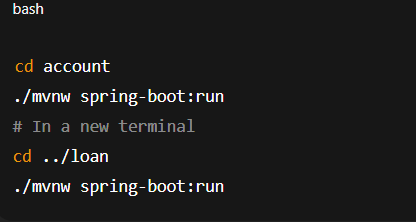 bash
cd account
./mvnw spring-boot:run
# In a new terminal
cd ../loan
./mvnw spring-boot:run